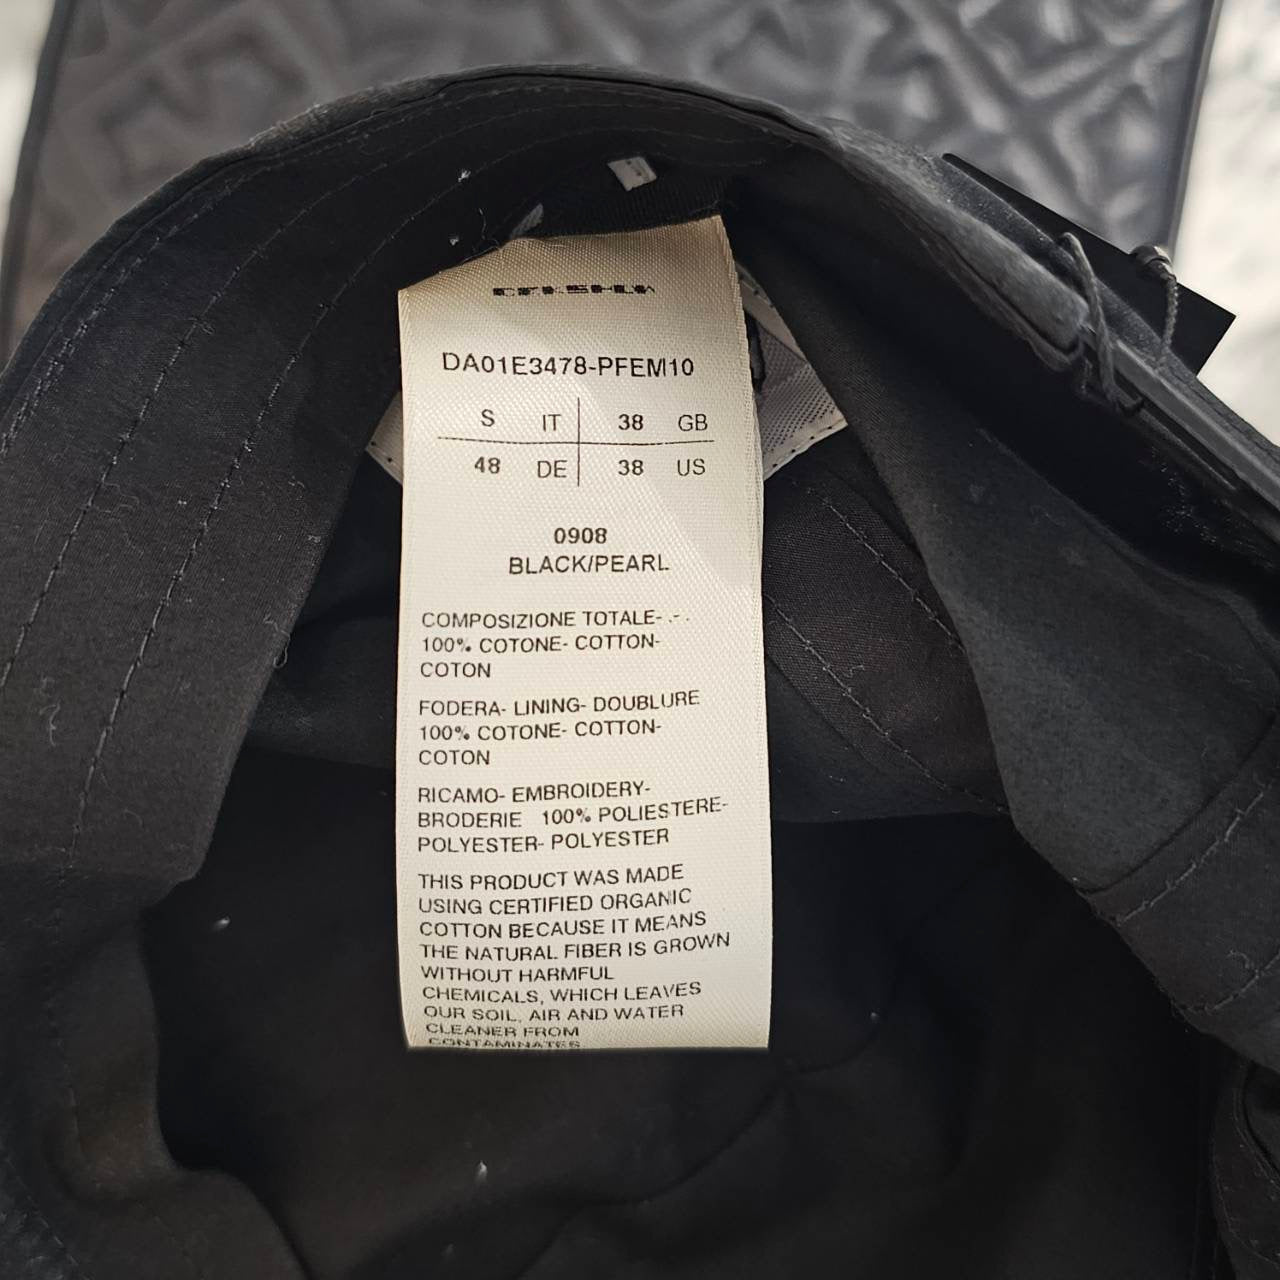 DA01E3478-PFEM10
S IT 38 GB
48 DE 38 US
0908
BLACK/PEARL
COMPOSIZIONE TOTALE- .- .
100% COTONE- COTTON-
COTON
FODERA- LINING- DOUBLURE
100% COTONE- COTTON-
COTON
RICAMO- EMBROIDERY-
BRODERIE 100% POLIESTERE-
POLYESTER- POLYESTER
THIS PRODUCT WAS MADE
USING CERTIFIED ORGANIC
COTTON BECAUSE IT MEANS
THE NATURAL FIBER IS GROWN
WITHOUT HARMFUL
CHEMICALS, WHICH LEAVES
OUR SOIL, AIR AND WATER
CLEANER FROM
CONTAMINATES